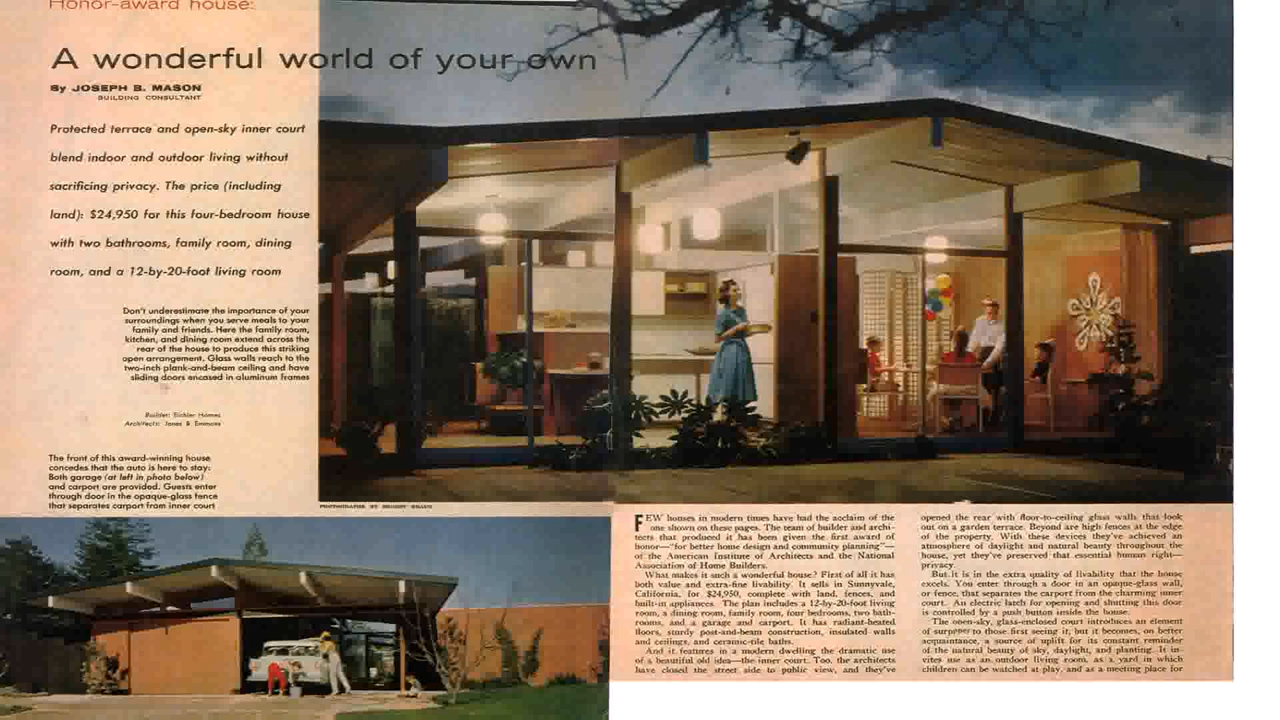 Honor-award house:
A wonderful world of your own
By JOSEPH B. MASON
BUILDING CONSULTANT
Protected terrace and open-sky inner court
blend indoor and outdoor living without
sacrificing privacy. The price (including
land): $24,950 for this four-bedroom house
with two bathrooms, family room, dining
room, and a 12-by-20-foot living room
Don't underestimate the importance of your
surroundings when you serve meals to your
family and friends. Here the family room,
kitchen, and dining room extend across the
rear of the house to produce this striking
open arrangement. Glass walls reach to the
two-inch plank-and-beam ceiling and have
sliding doors encased in aluminum frames
Builder: Eichler Homes
Architects: Jones & Emmons
The front of this award-winning house
concedes that the auto is here to stay:
Both garage (at left in photo below)
and carport are provided. Guests enter
through door in the opaque-glass fence
that separates carport from inner court
PHOTOGRAPHS BY
FEW homes in modern times have had the acclaim of the
one shown on these pages. The team of builder and archi-
tects that produced it has been given the first award of
honor—"for better home design and community planning"—
of the American Institute of Architects and the National
Association of Home Builders.
What makes it such a wonderful house? First of all it has
both value and extra-fine livability. It sells in Sunnyvale,
California, for $24,950, complete with land, fences, and
built-in appliances. The plan includes a 12-by-20-foot living
room, a dining room, family room, four bedrooms, two bath-
rooms, and a garage and carport. It has radiant-heated
floors, sturdy post-and-beam construction, insulated walls
and ceilings, and ceramic-tile baths.
And it features in a modern dwelling the dramatic use
of a beautiful old idea—the inner court. Too, the architects
have closed the street side to public view, and they've
opened the rear with floor-to-ceiling glass walls that look
out on a garden terrace. Beyond are high fences at the edge
of the property. With these devices they've achieved an
atmosphere of daylight and natural beauty throughout the
house, yet they've preserved that essential human right—
privacy.
But it is in the extra quality of livability that the house
excels. You enter through a door in an opaque-glass wall,
or fence, that separates the carport from the charming inner
court. An electric latch for opening and shutting this door
is controlled by a push button inside the house.
The open-sky, glass-enclosed court introduces an element
of surprise to those first seeing it, but it becomes, on better
acquaintance, a source of uplift for its constant reminder
of the natural beauty of sky, daylight, and planting. It in-
vites use as an outdoor living room, as a yard in which
children can be watched at play, and as a meeting place for